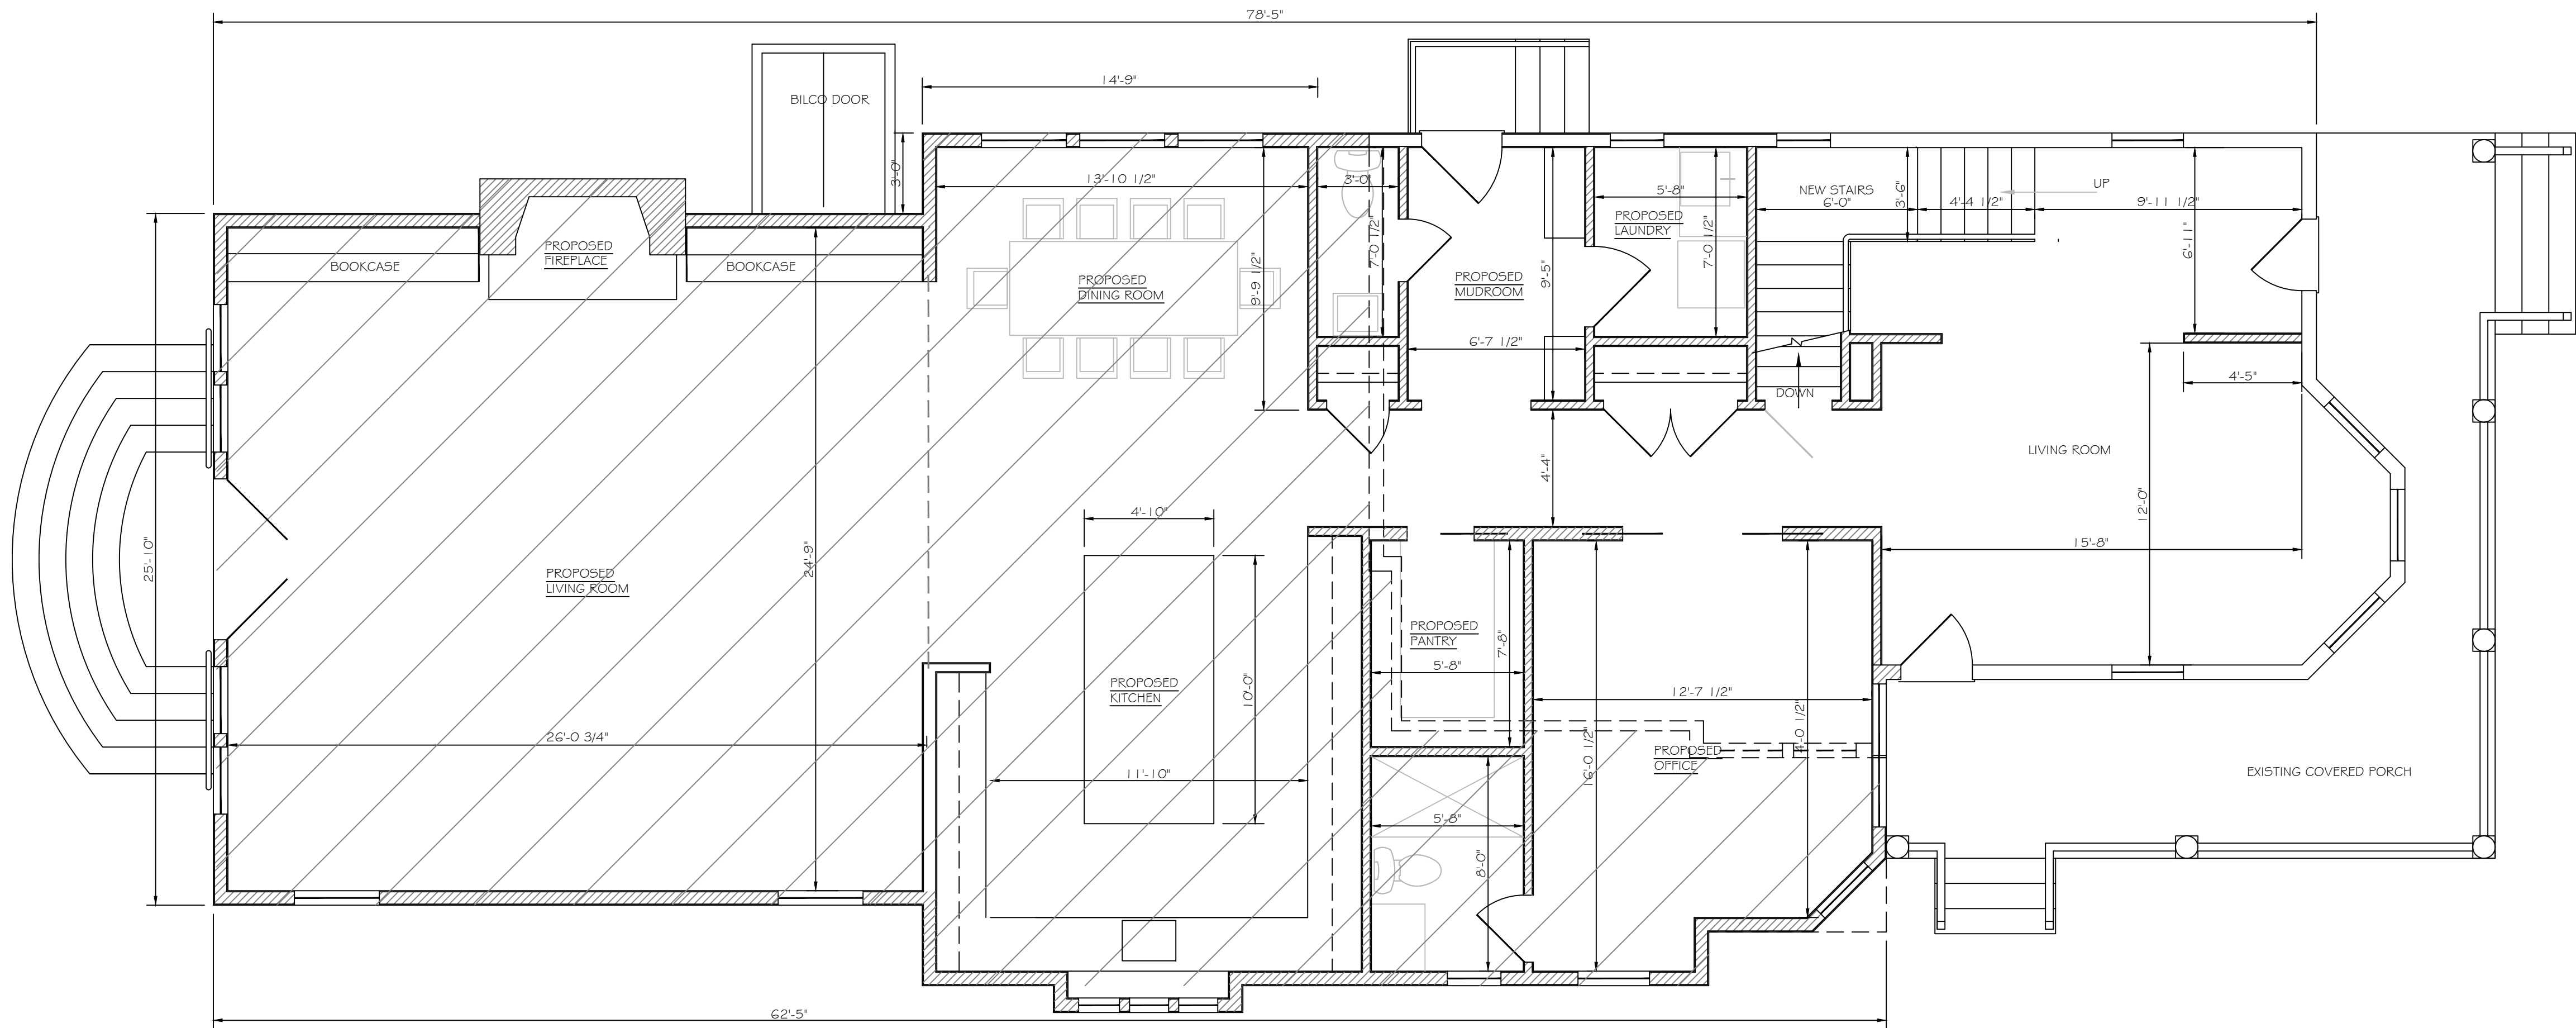 78'-5"
14'-9"
BILCO DOOR
3'-0"
13'-10 1/2"
3'-0"
5'-8"
NEW STAIRS
6'-0"
3'-6"
4'-4 1/2"
UP
9'-11 1/2"
PROPOSED
LAUNDRY
7'-0 1/2"
7'-0 1/2"
6'-11"
PROPOSED
FIREPLACE
BOOKCASE
BOOKCASE
PROPOSED
DINING ROOM
9'-9 1/2"
PROPOSED
MUDROOM
9'-5"
6'-7 1/2"
DOWN
4'-5"
LIVING ROOM
4'-4"
12'-0"
4'-10"
15'-8"
25'-10"
24'-9"
PROPOSED
LIVING ROOM
PROPOSED
PANTRY
7'-8"
5'-8"
PROPOSED
KITCHEN
10'-0"
12'-7 1/2"
26'-0 3/4"
11'-10"
16'-0 1/2"
PROPOSED
OFFICE
EXISTING COVERED PORCH
5'-8"
8'-0"
62'-5"